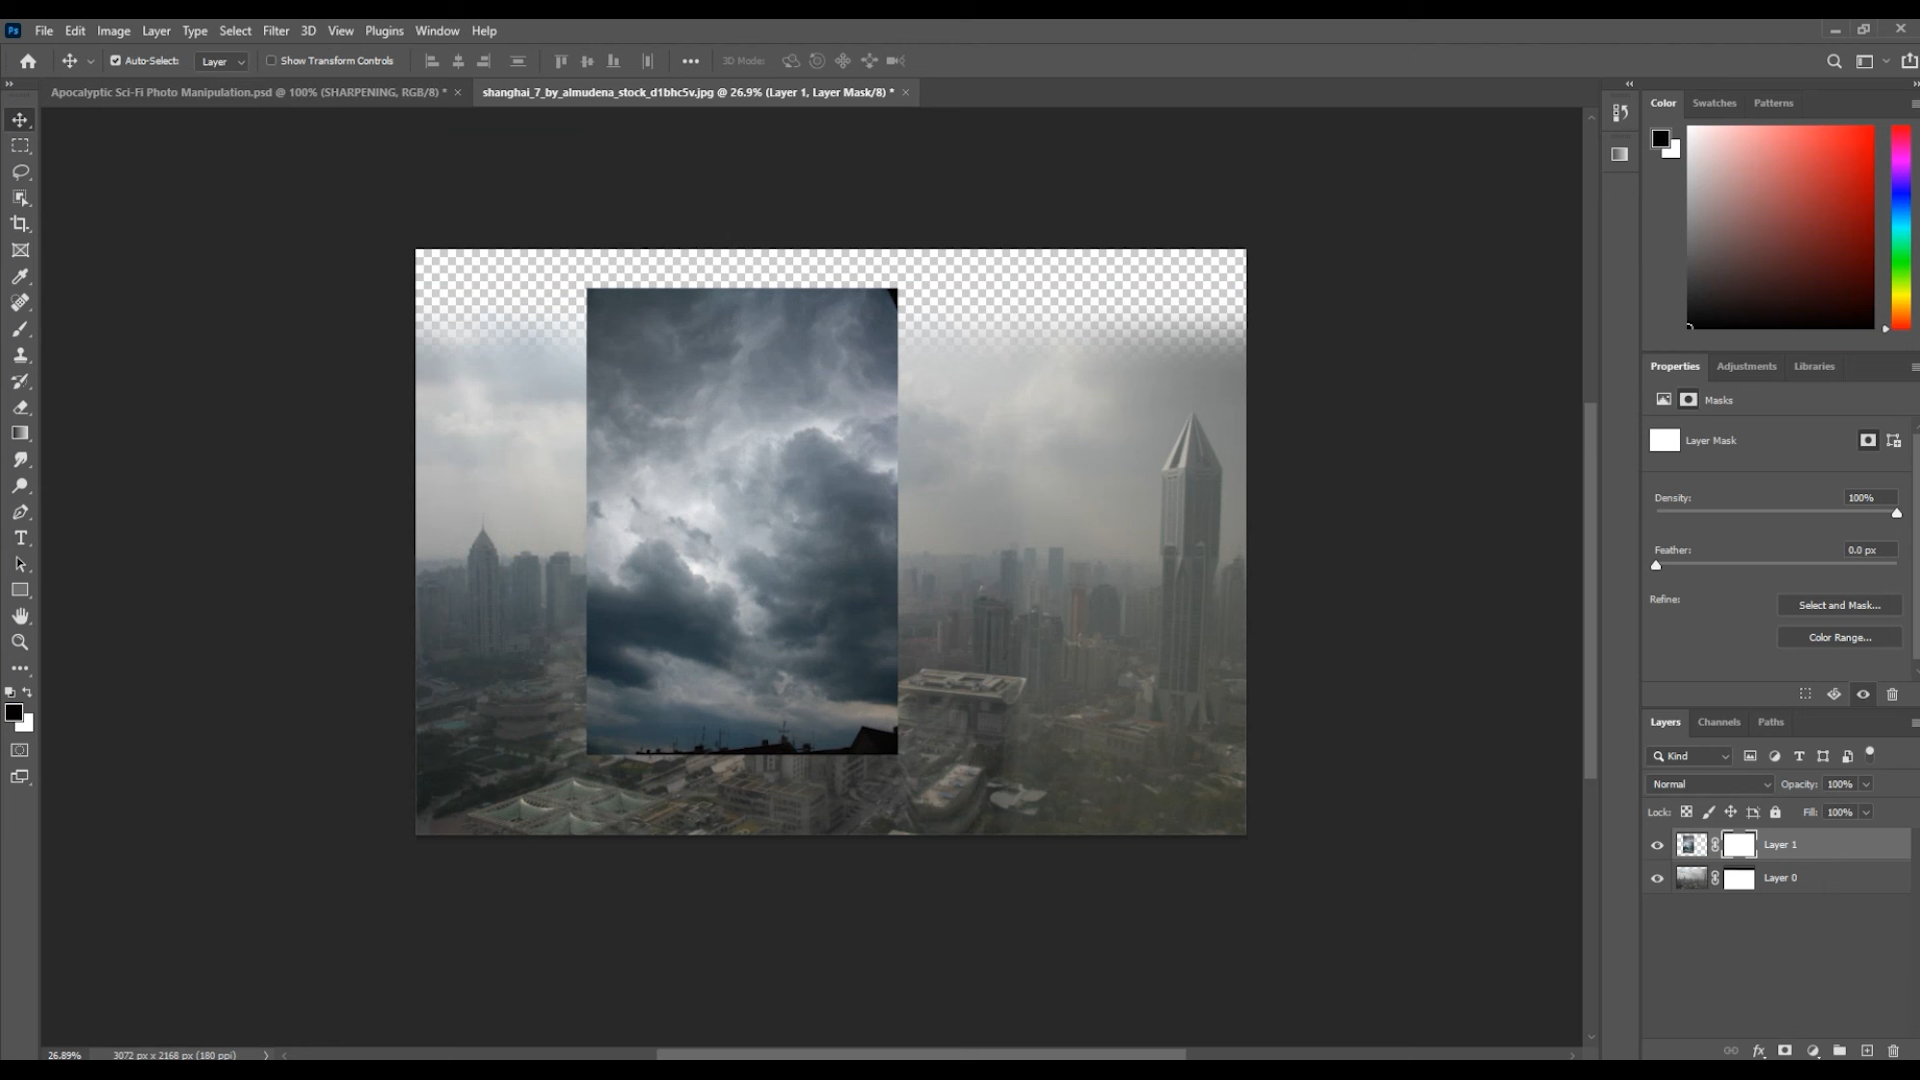 Ps File Edit Image Layer Type Select Filter 3D View Plugins Window Help
Auto-Select: Layer Show Transform Controls 3D Mode:
Apocalyptic Sci-Fi Photo Manipulation.psd @ 100% (SHARPENING, RGB/8) * × shanghai_7_by_almudena_stock_d1bhc5v.jpg @ 26.9% (Layer 1, Layer Mask/8) * ×
Color Swatches Patterns
Properties Adjustments Libraries
Masks
Layer Mask
Density: 100%
Feather: 0.0 px
Refine: Select and Mask...
Color Range...
Layers Channels Paths
Kind
Normal Opacity: 100%
Lock: Fill: 100%
Layer 1
Layer 0
26.89% 3072 px x 2168 px (180 ppi)